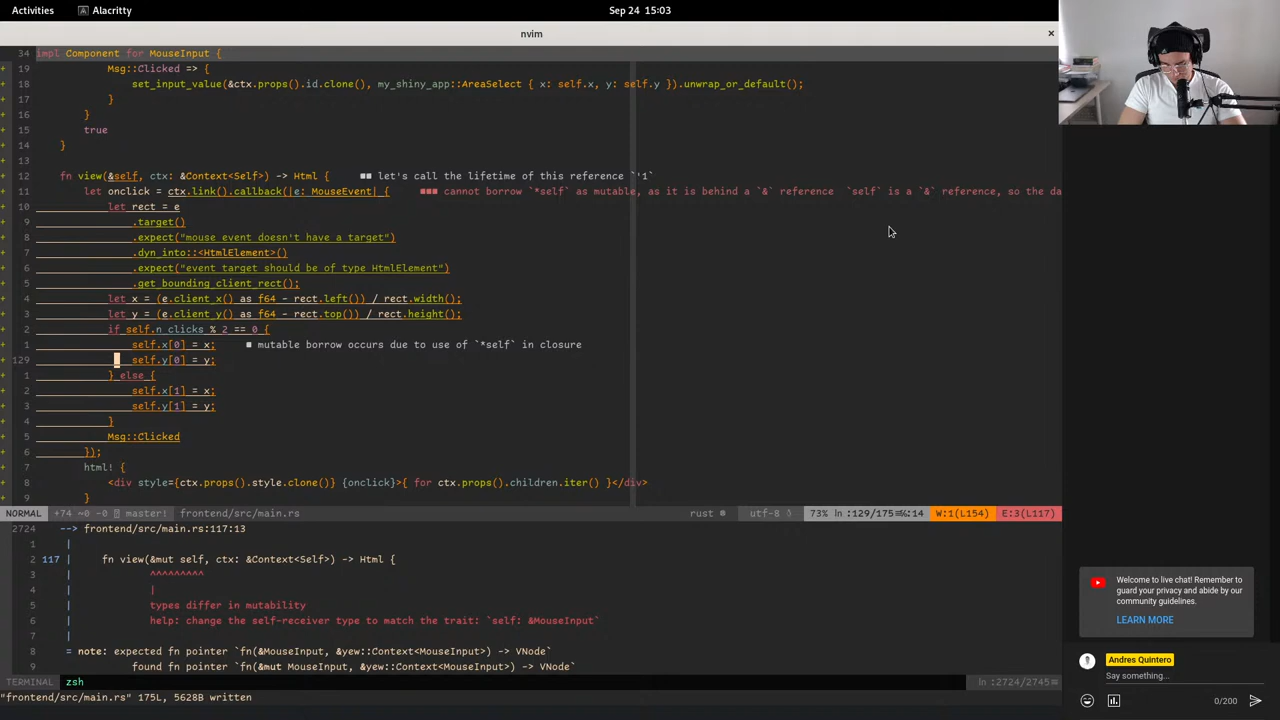 Activities
Alacritty
Sep 24 15:03
nvim
34 impl Component for MouseInput {
+ 19 Msg::Clicked => {
+ 18 set_input_value(&ctx.props().id.clone(), my_shiny_app::AreaSelect { x: self.x, y: self.y }).unwrap_or_default();
+ 17 }
+ 16 }
+ 15 true
+ 14 }
+ 13
+ 12 fn view(&self, ctx: &Context<Self>) -> Html { ■■ let's call the lifetime of this reference `'1`
+ 11 let onclick = ctx.link().callback(|e: MouseEvent| { ■■■ cannot borrow `*self` as mutable, as it is behind a `&` reference `self` is a `&` reference, so the da
+ 10 let rect = e
+ 9 .target()
+ 8 .expect("mouse event doesn't have a target")
+ 7 .dyn_into::<HtmlElement>()
+ 6 .expect("event target should be of type HtmlElement")
+ 5 .get_bounding_client_rect();
+ 4 let x = (e.client_x() as f64 - rect.left()) / rect.width();
+ 3 let y = (e.client_y() as f64 - rect.top()) / rect.height();
+ 2 if self.n_clicks % 2 == 0 {
+ 1 self.x[0] = x; ■ mutable borrow occurs due to use of `*self` in closure
+ 129 self.y[0] = y;
+ 1 } else {
+ 2 self.x[1] = x;
+ 3 self.y[1] = y;
+ 4 }
+ 5 Msg::Clicked
+ 6 });
+ 7 html! {
+ 8 <div style={ctx.props().style.clone()} {onclick}>{ for ctx.props().children.iter() }</div>
+ 9 }
NORMAL +74 ~0 -0 master! frontend/src/main.rs rust utf-8 73% ln :129/175 :14 W:1(L154) E:3(L117)
2724 --> frontend/src/main.rs:117:13
1 |
2 117 | fn view(&mut self, ctx: &Context<Self>) -> Html {
3 | ^^^^^^^^^
4 | |
5 | types differ in mutability
6 | help: change the self-receiver type to match the trait: `self: &MouseInput`
7 |
8 = note: expected fn pointer `fn(&MouseInput, &yew::Context<MouseInput>) -> VNode`
9 found fn pointer `fn(&mut MouseInput, &yew::Context<MouseInput>) -> VNode`
TERMINAL zsh ln :2724/2745
"frontend/src/main.rs" 175L, 5628B written
Welcome to live chat! Remember to
guard your privacy and abide by our
community guidelines.
LEARN MORE
Andres Quintero
Say something...
0/200